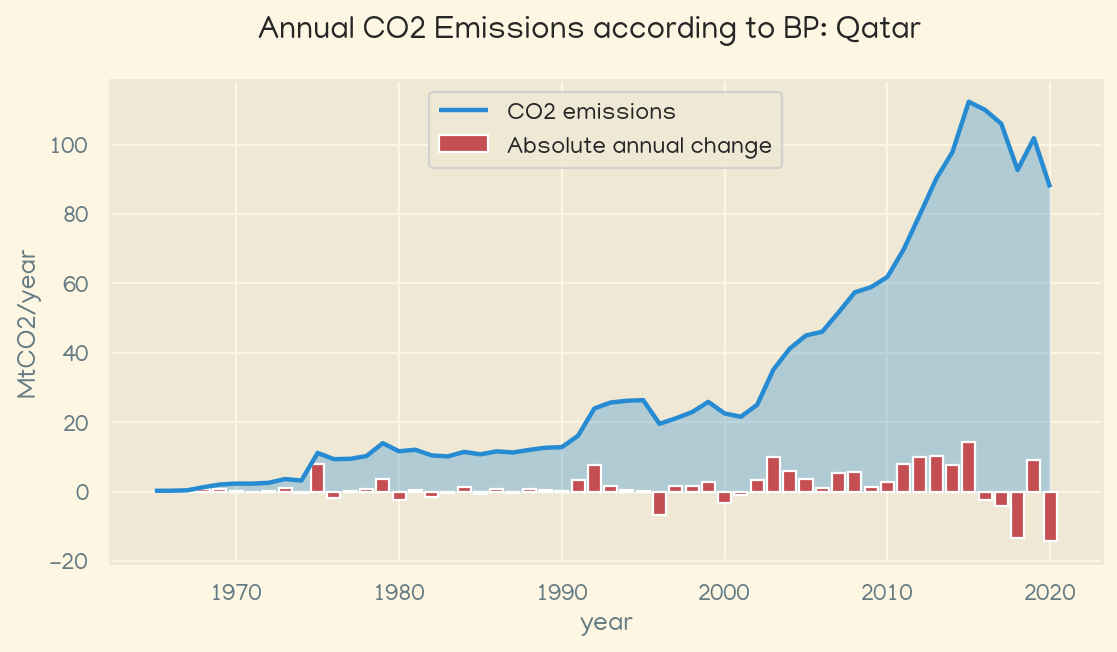 Annual CO2 Emissions according to BP: Qatar
CO2 emissions
Absolute annual change
MtCO2/year
100
80
60
40
20
0
−20
1970 1980 1990 2000 2010 2020
year